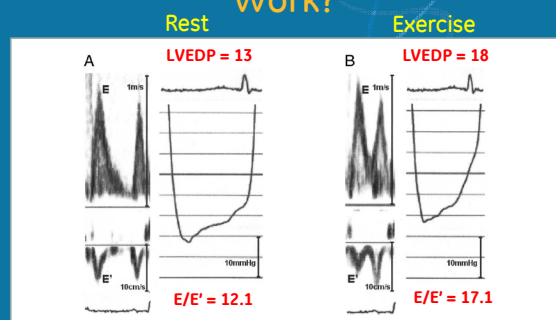 Work?
Rest
Exercise
A
LVEDP = 13
B
LVEDP = 18
E
1m/s
E
1m/s
10mmHg
10mmHg
E'
10cm/s
E'
10cm/s
E/E' = 12.1
E/E' = 17.1